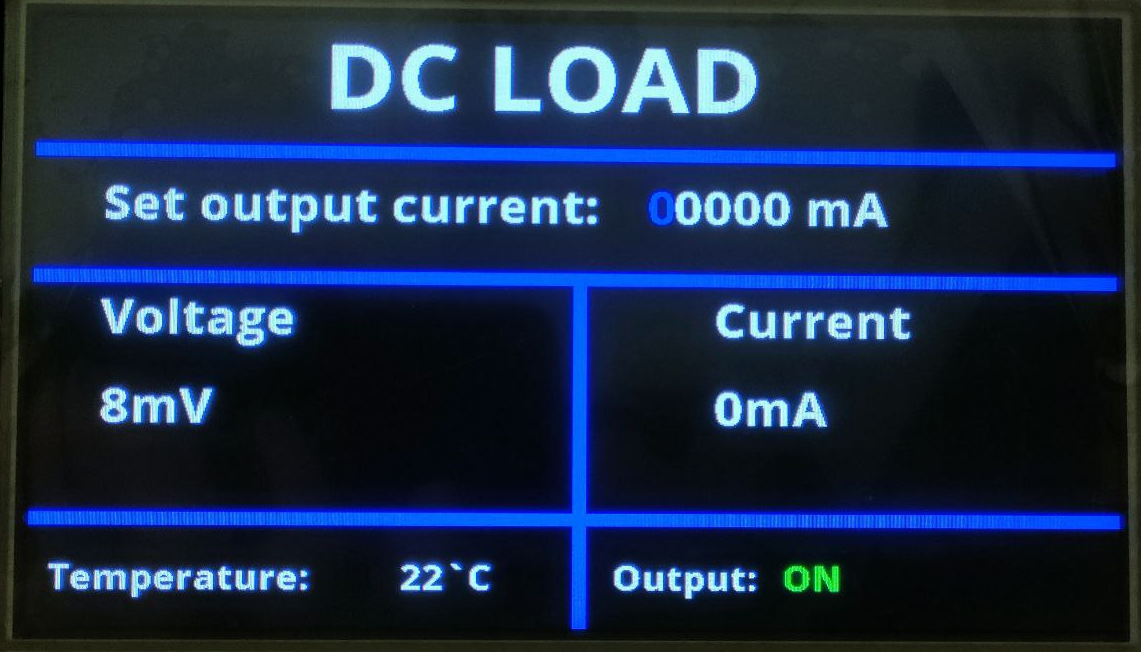 DC LOAD
Set output current: 00000 mA
Voltage
8mV
Current
0mA
Temperature: 22`C
Output: ON